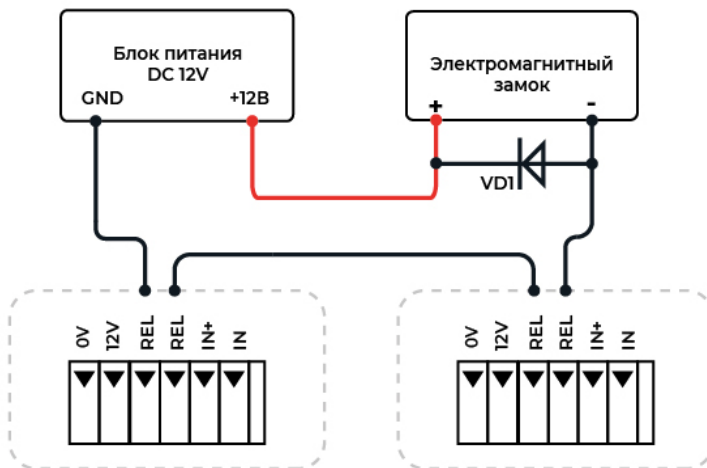 Блок питания
DC 12V
GND
+12В
Электромагнитный
замок
+
-
VD1
0V
12V
REL
REL
IN+
IN
0V
12V
REL
REL
IN+
IN